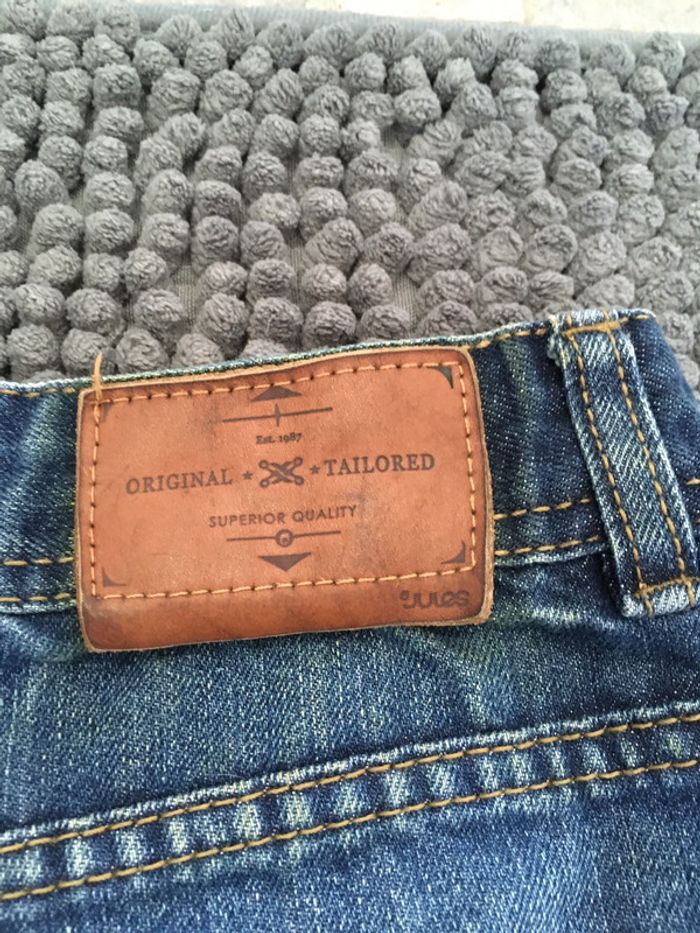 Est. 1987
ORIGINAL ★ ★ TAILORED
SUPERIOR QUALITY
JULES